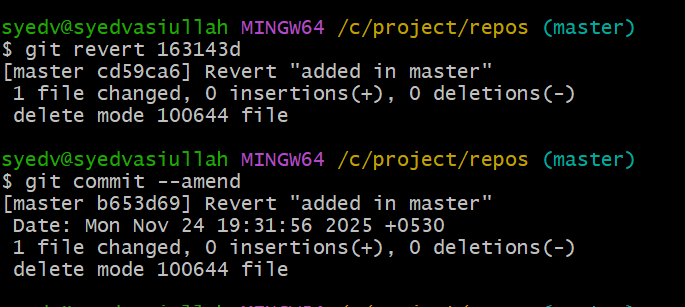 syedv@syedvasiullah MINGW64 /c/project/repos (master)
$ git revert 163143d
[master cd59ca6] Revert "added in master"
 1 file changed, 0 insertions(+), 0 deletions(-)
 delete mode 100644 file
syedv@syedvasiullah MINGW64 /c/project/repos (master)
$ git commit --amend
[master b653d69] Revert "added in master"
 Date: Mon Nov 24 19:31:56 2025 +0530
 1 file changed, 0 insertions(+), 0 deletions(-)
 delete mode 100644 file